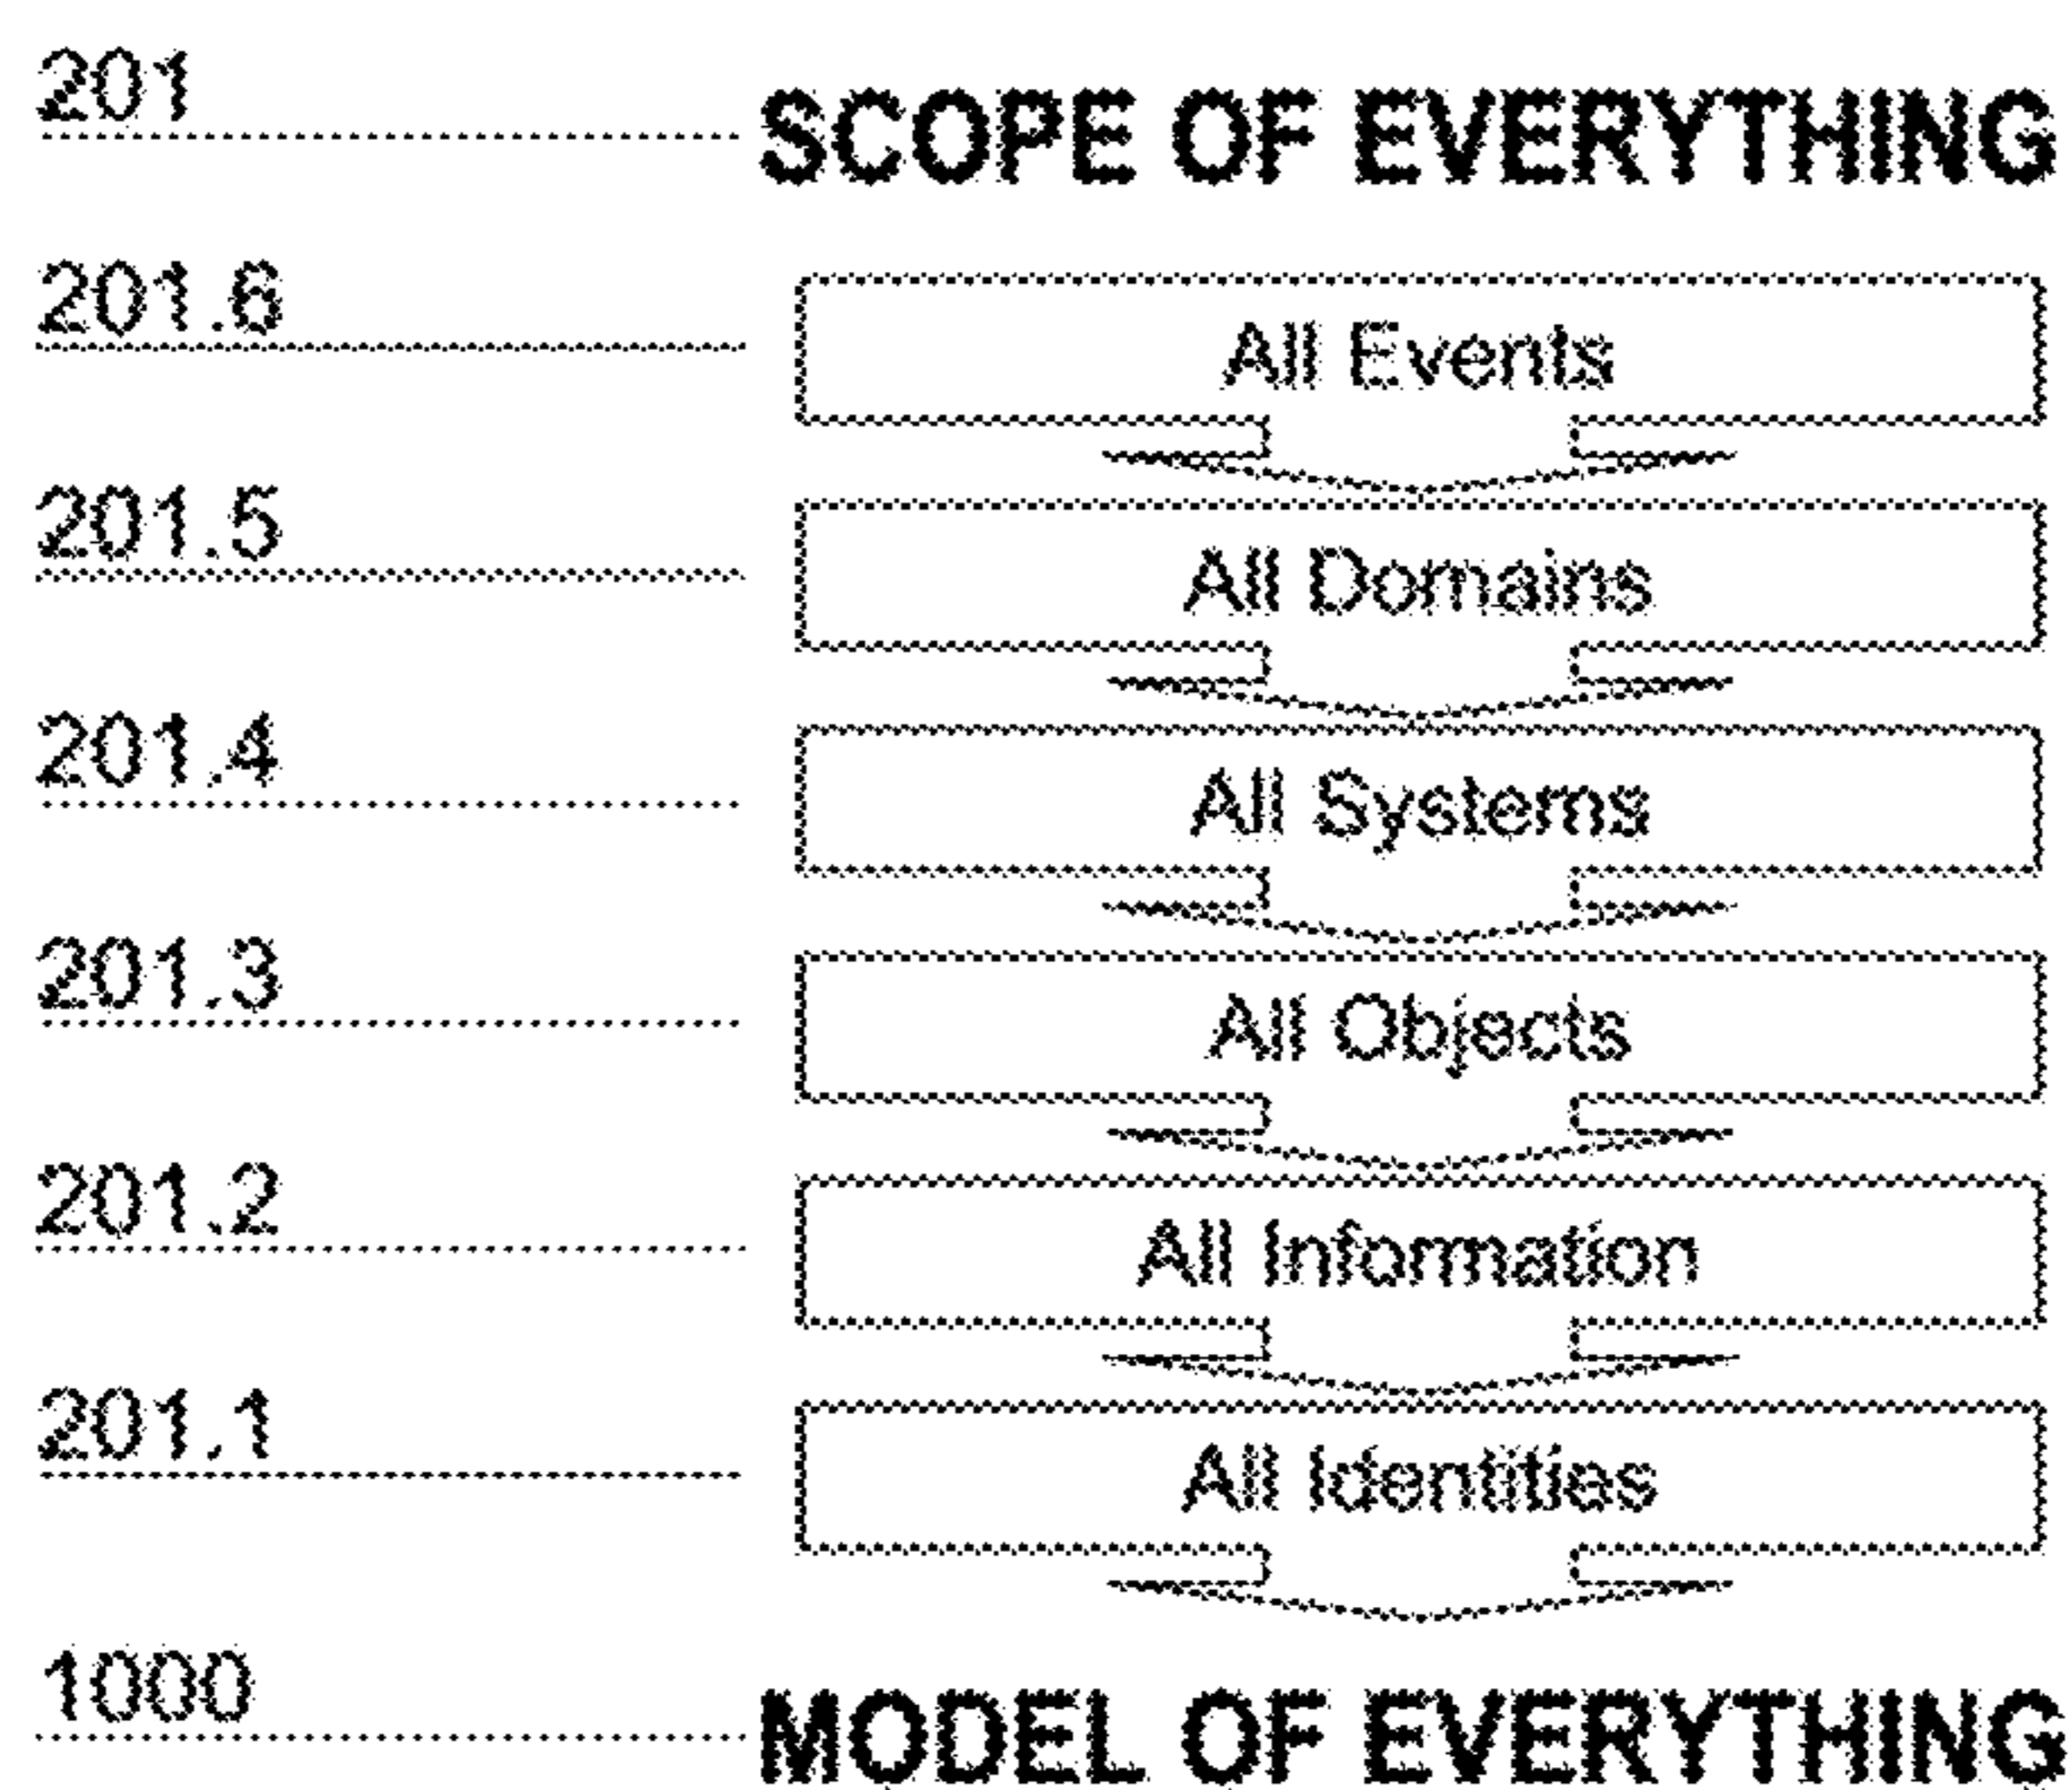 201 SCOPE OF EVERYTHING
201.6 All Events
201.5 All Domains
201.4 All Systems
201.3 All Objects
201.2 All Information
201.1 All Identities
1000 MODEL OF EVERYTHING